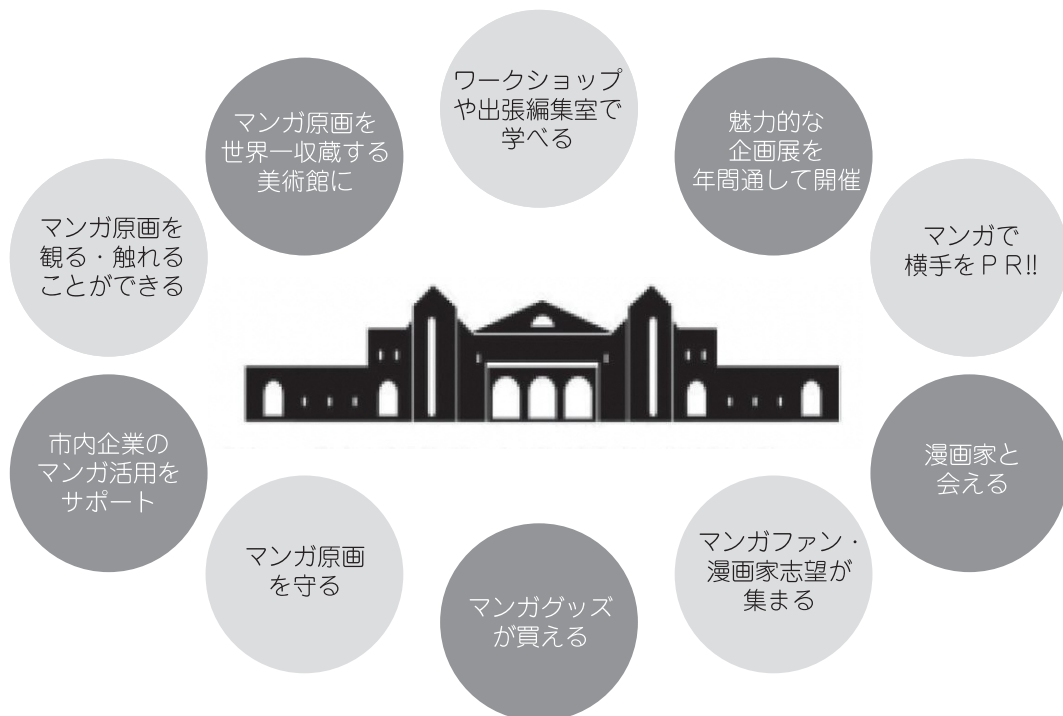 ワークショップ
や出張編集室で
学べる
マンガ原画を
世界一収蔵する
美術館に
魅力的な
企画展を
年間通して開催
マンガ原画を
観る・触れる
ことができる
マンガで
横手をＰＲ!!
市内企業の
マンガ活用を
サポート
漫画家と
会える
マンガ原画
を守る
マンガファン・
漫画家志望が
集まる
マンガグッズ
が買える